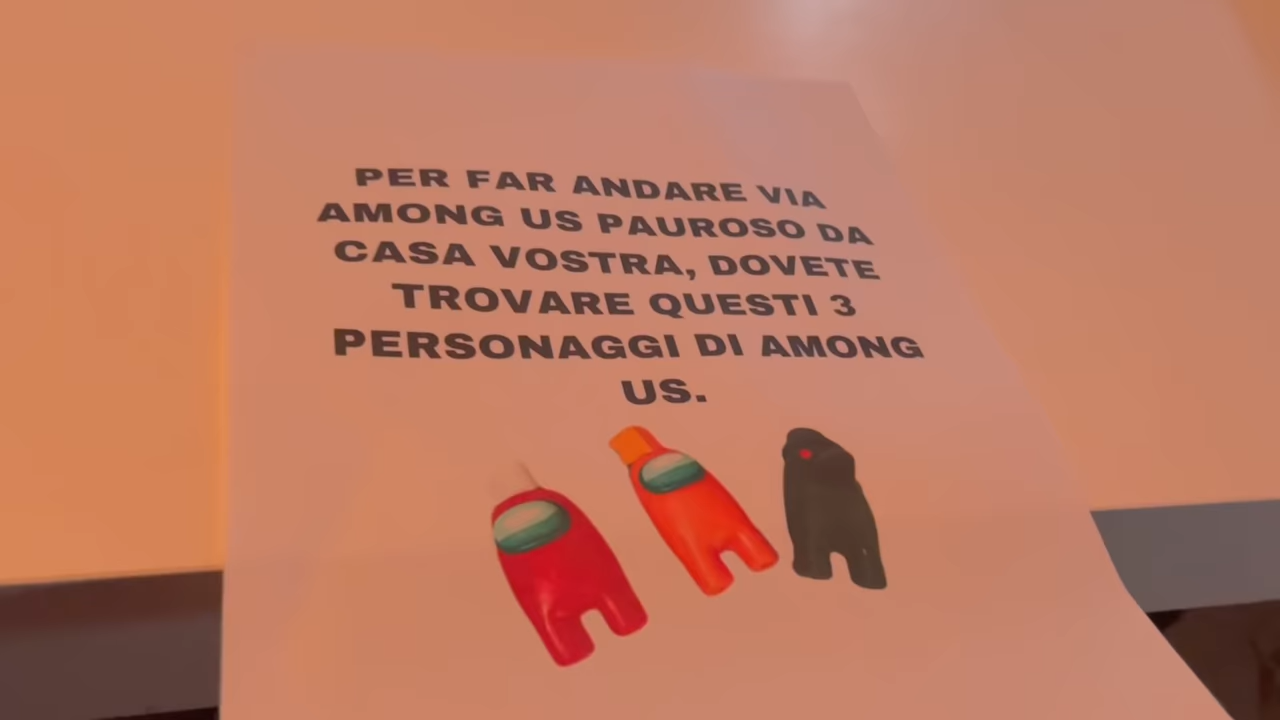 PER FAR ANDARE VIA
AMONG US PAUROSO DA
CASA VOSTRA, DOVETE
TROVARE QUESTI 3
PERSONAGGI DI AMONG
US.